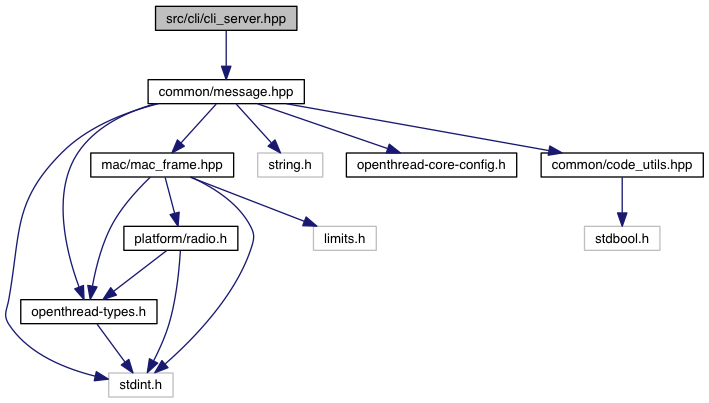 src/cli/cli_server.hpp
common/message.hpp
mac/mac_frame.hpp
string.h
openthread-core-config.h
common/code_utils.hpp
platform/radio.h
limits.h
stdbool.h
openthread-types.h
stdint.h